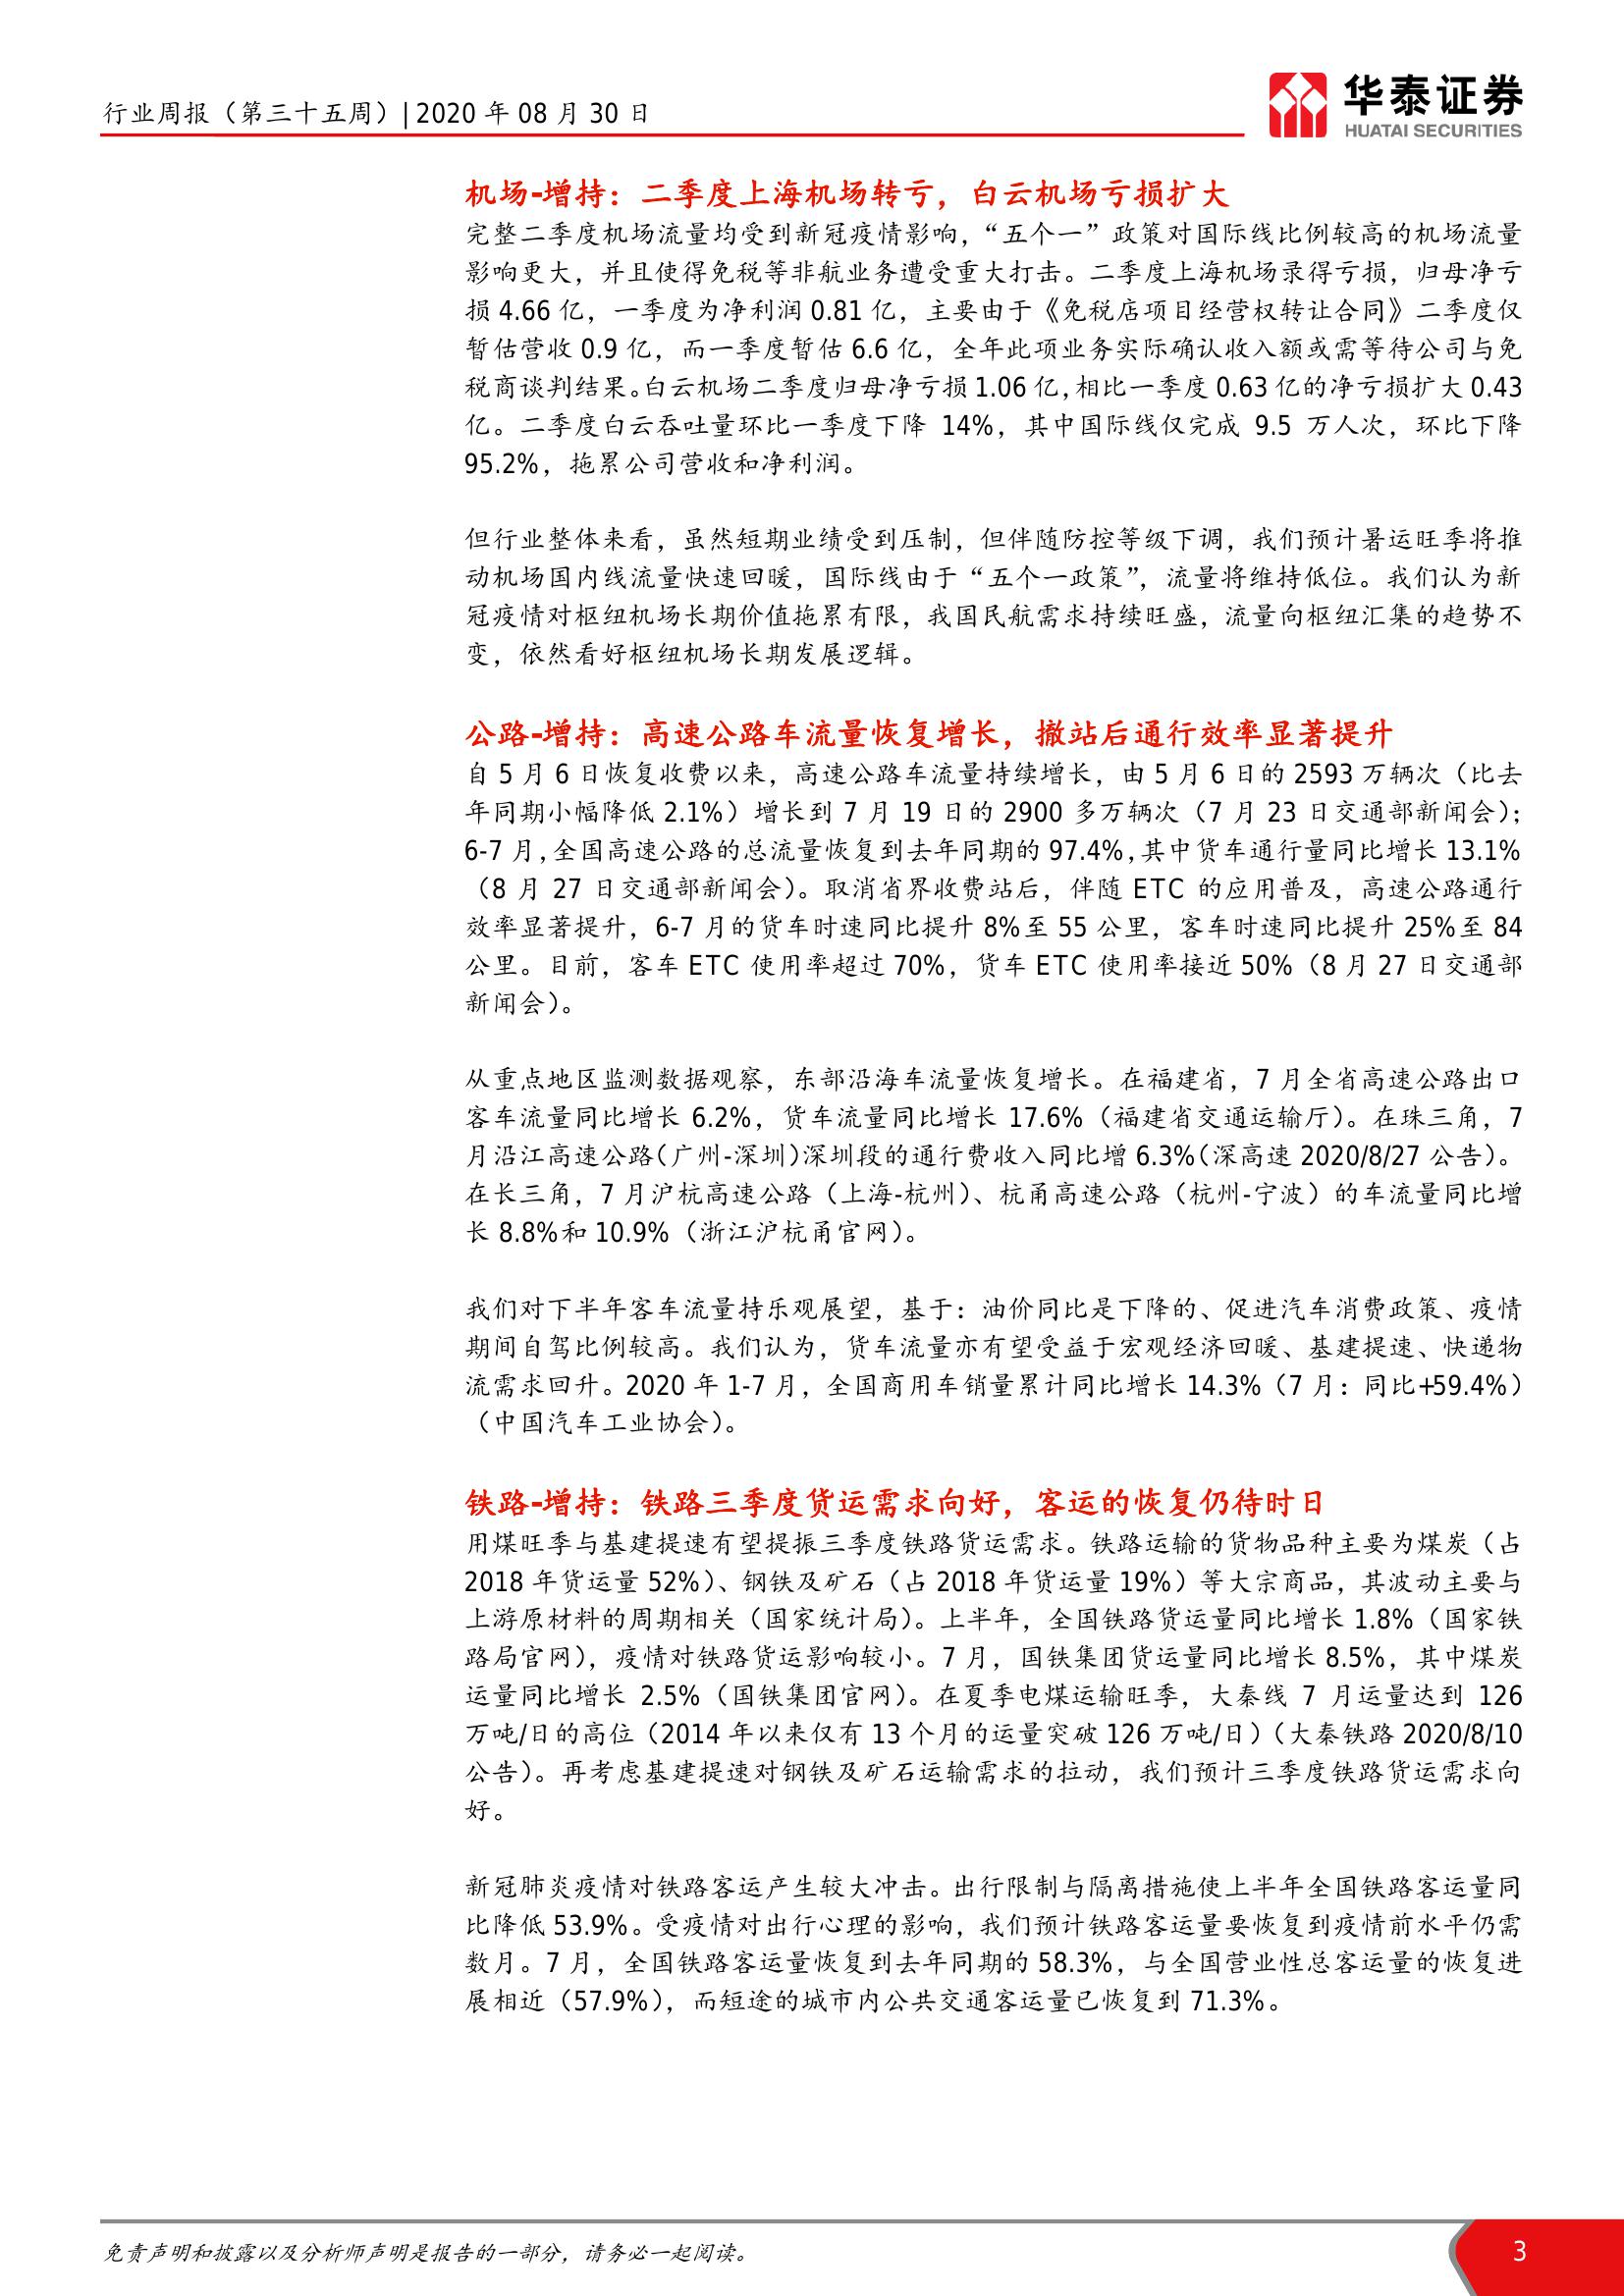 行业周报（第三十五周）| 2020 年 08 月 30 日
华泰证券
HUATAI SECURITIES
机场-增持：二季度上海机场转亏，白云机场亏损扩大
完整二季度机场流量均受到新冠疫情影响，“五个一”政策对国际线比例较高的机场流量
影响更大，并且使得免税等非航业务遭受重大打击。二季度上海机场录得亏损，归母净亏
损 4.66 亿，一季度为净利润 0.81 亿，主要由于《免税店项目经营权转让合同》二季度仅
暂估营收 0.9 亿，而一季度暂估 6.6 亿，全年此项业务实际确认收入额或需等待公司与免
税商谈判结果。白云机场二季度归母净亏损 1.06 亿，相比一季度 0.63 亿的净亏损扩大 0.43
亿。二季度白云吞吐量环比一季度下降 14%，其中国际线仅完成 9.5 万人次，环比下降
95.2%，拖累公司营收和净利润。
但行业整体来看，虽然短期业绩受到压制，但伴随防控等级下调，我们预计暑运旺季将推
动机场国内线流量快速回暖，国际线由于“五个一政策”，流量将维持低位。我们认为新
冠疫情对枢纽机场长期价值拖累有限，我国民航需求持续旺盛，流量向枢纽汇集的趋势不
变，依然看好枢纽机场长期发展逻辑。
公路-增持：高速公路车流量恢复增长，撤站后通行效率显著提升
自 5 月 6 日恢复收费以来，高速公路车流量持续增长，由 5 月 6 日的 2593 万辆次（比去
年同期小幅降低 2.1%）增长到 7 月 19 日的 2900 多万辆次（7 月 23 日交通部新闻会）；
6-7 月，全国高速公路的总流量恢复到去年同期的 97.4%，其中货车通行量同比增长 13.1%
（8 月 27 日交通部新闻会）。取消省界收费站后，伴随 ETC 的应用普及，高速公路通行
效率显著提升，6-7 月的货车时速同比提升 8%至 55 公里，客车时速同比提升 25%至 84
公里。目前，客车 ETC 使用率超过 70%，货车 ETC 使用率接近 50%（8 月 27 日交通部
新闻会）。
从重点地区监测数据观察，东部沿海车流量恢复增长。在福建省，7 月全省高速公路出口
客车流量同比增长 6.2%，货车流量同比增长 17.6%（福建省交通运输厅）。在珠三角，7
月沿江高速公路（广州-深圳）深圳段的通行费收入同比增 6.3%（深高速 2020/8/27 公告）。
在长三角，7 月沪杭高速公路（上海-杭州）、杭甬高速公路（杭州-宁波）的车流量同比增
长 8.8%和 10.9%（浙江沪杭甬官网）。
我们对下半年客车流量持乐观展望，基于：油价同比是下降的、促进汽车消费政策、疫情
期间自驾比例较高。我们认为，货车流量亦有望受益于宏观经济回暖、基建提速、快递物
流需求回升。2020 年 1-7 月，全国商用车销量累计同比增长 14.3%（7 月：同比+59.4%）
（中国汽车工业协会）。
铁路-增持：铁路三季度货运需求向好，客运的恢复仍待时日
用煤旺季与基建提速有望提振三季度铁路货运需求。铁路运输的货物品种主要为煤炭（占
2018 年货运量 52%）、钢铁及矿石（占 2018 年货运量 19%）等大宗商品，其波动主要与
上游原材料的周期相关（国家统计局）。上半年，全国铁路货运量同比增长 1.8%（国家铁
路局官网），疫情对铁路货运影响较小。7 月，国铁集团货运量同比增长 8.5%，其中煤炭
运量同比增长 2.5%（国铁集团官网）。在夏季电煤运输旺季，大秦线 7 月运量达到 126
万吨/日的高位（2014 年以来仅有 13 个月的运量突破 126 万吨/日）（大秦铁路 2020/8/10
公告）。再考虑基建提速对钢铁及矿石运输需求的拉动，我们预计三季度铁路货运需求向
好。
新冠肺炎疫情对铁路客运产生较大冲击。出行限制与隔离措施使上半年全国铁路客运量同
比降低 53.9%。受疫情对出行心理的影响，我们预计铁路客运量要恢复到疫情前水平仍需
数月。7 月，全国铁路客运量恢复到去年同期的 58.3%，与全国营业性总客运量的恢复进
展相近（57.9%），而短途的城市内公共交通客运量已恢复到 71.3%。
免责声明和披露以及分析师声明是报告的一部分，请务必一起阅读。
3